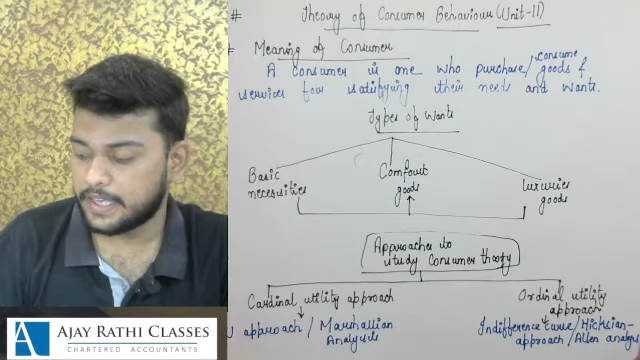 # Theory of Consumer Behaviour (Unit-II)
# Meaning of Consumer
A consumer is one who purchase/consume goods &
services for satisfying their needs and wants.
Types of Wants
Basic necessities
Comfort goods
Luxuries goods
Approaches to
study Consumer theory
Cardinal utility approach
Ordinal utility approach
approach / Marshallian Analysis
Indifference Curve/Hicksian-
approach/Allen
AJAY RATHI CLASSES
CHARTERED ACCOUNTANTS